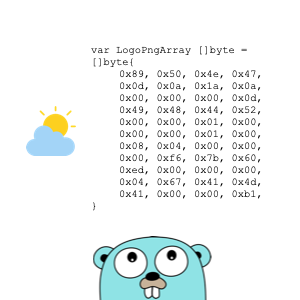 var LogoPngArray []byte =
[]byte{
0x89, 0x50, 0x4e, 0x47,
0x0d, 0x0a, 0x1a, 0x0a,
0x00, 0x00, 0x00, 0x0d,
0x49, 0x48, 0x44, 0x52,
0x00, 0x00, 0x01, 0x00,
0x00, 0x00, 0x01, 0x00,
0x08, 0x04, 0x00, 0x00,
0x00, 0xf6, 0x7b, 0x60,
0xed, 0x00, 0x00, 0x00,
0x04, 0x67, 0x41, 0x4d,
0x41, 0x00, 0x00, 0xb1,
}